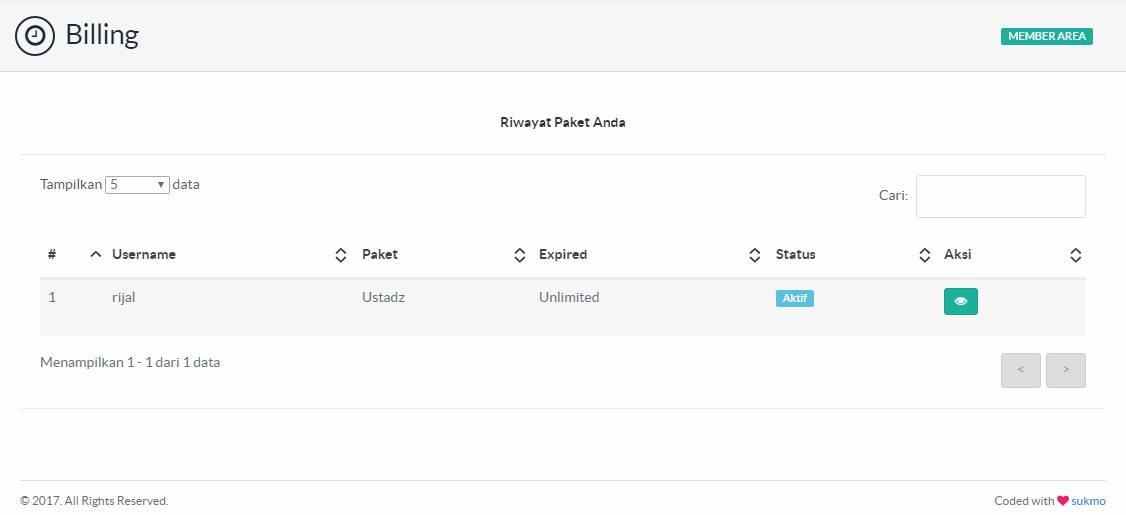 Billing
MEMBER AREA
Riwayat Paket Anda
Tampilkan 5 data
Cari:
# Username Paket Expired Status Aksi
1 rijal Ustadz Unlimited Aktif
Menampilkan 1 - 1 dari 1 data
< >
© 2017. All Rights Reserved.
Coded with ❤ sukmo